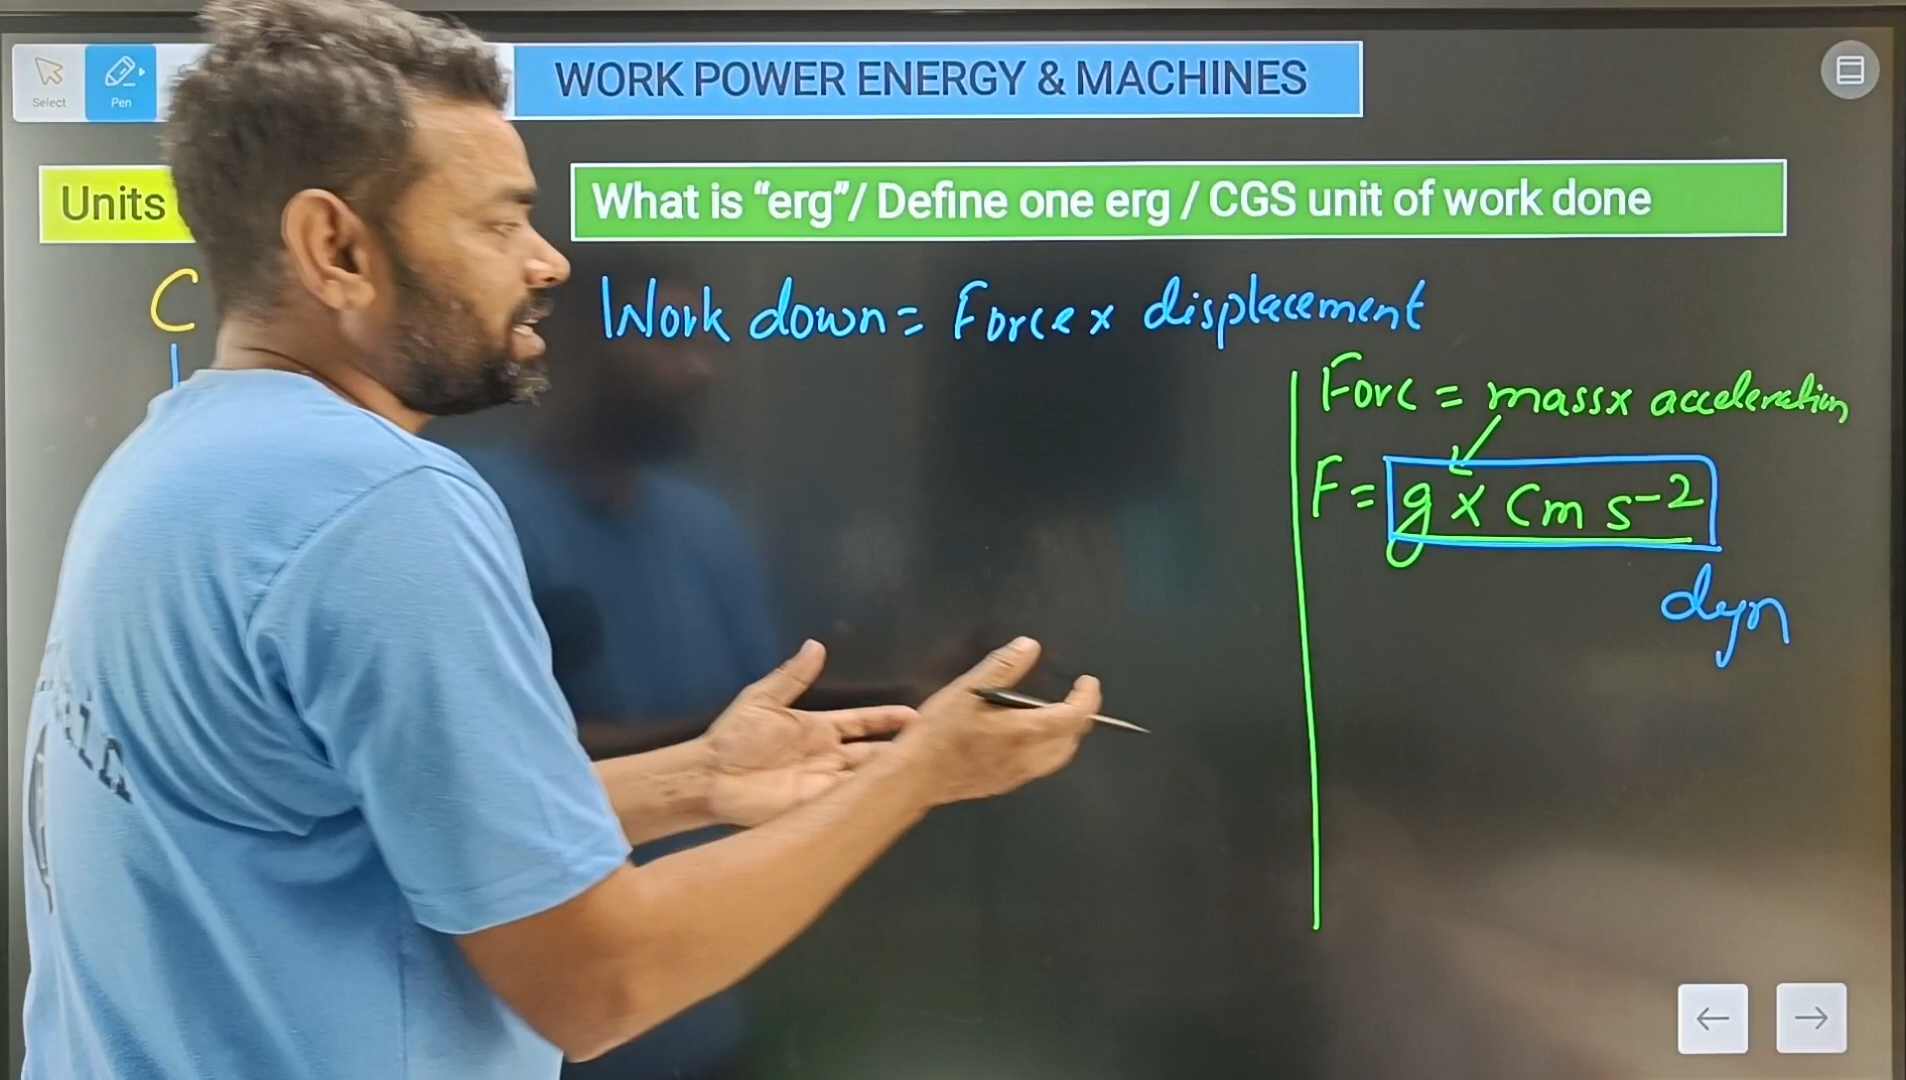 Select
Pen
WORK POWER ENERGY & MACHINES
Units
What is “erg”/ Define one erg / CGS unit of work done
C
Work down = Force x displacement
Forc = mass x acceleration
F = g x Cm s⁻²
dyn